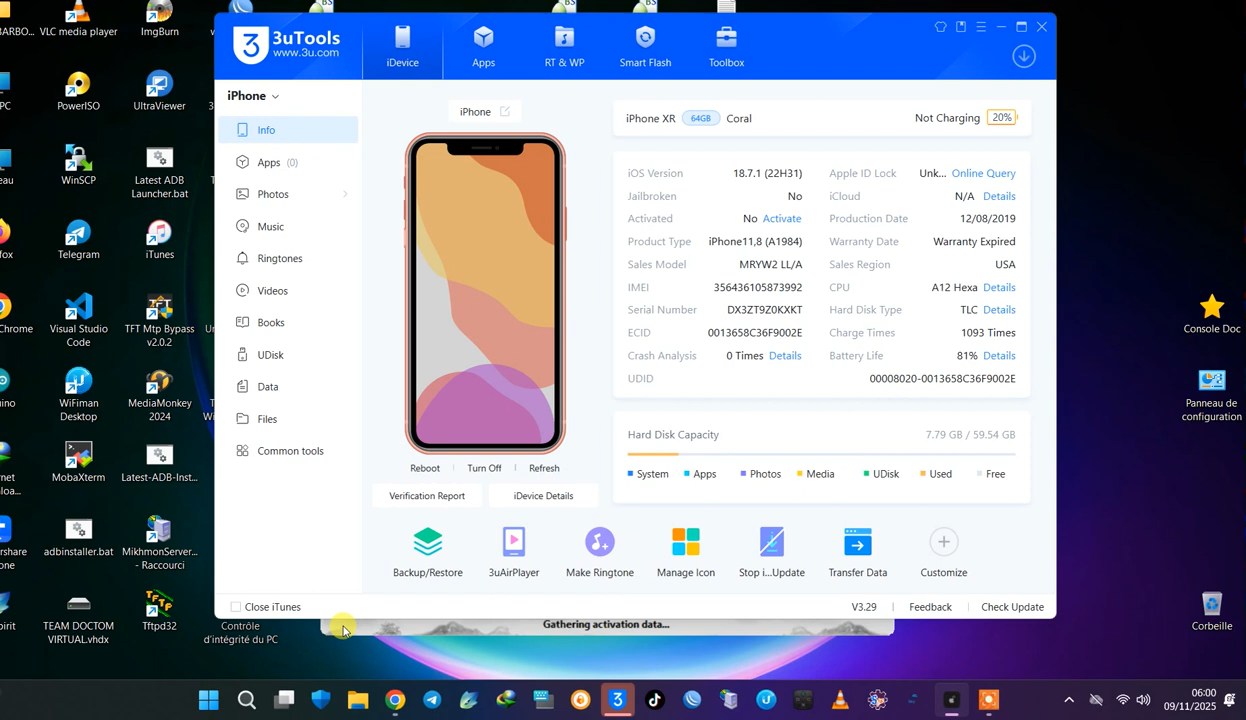 BARBO...
VLC media player
ImgBurn
3uTools
www.3u.com
iDevice
Apps
RT & WP
Smart Flash
Toolbox
PC
PowerISO
UltraViewer
WinSCP
Latest ADB
Launcher.bat
Telegram
iTunes
Visual Studio
Code
TFT Mtp Bypass
v2.0.2
WiFiman
Desktop
MediaMonkey
2024
MobaXterm
Latest-ADB-Inst...
adbinstaller.bat
MikhmonServer...
- Raccourci
TEAM DOCTOM
VIRTUAL.vhdx
Tftpd32
Contrôle
d'intégrité du PC
iPhone
Info
Apps (0)
Photos
Music
Ringtones
Videos
Books
UDisk
Data
Files
Common tools
Close iTunes
iPhone
Reboot
Turn Off
Refresh
Verification Report
iDevice Details
iPhone XR 64GB Coral Not Charging 20%
iOS Version 18.7.1 (22H31) Apple ID Lock Unk... Online Query
Jailbroken No iCloud N/A Details
Activated No Activate Production Date 12/08/2019
Product Type iPhone11,8 (A1984) Warranty Date Warranty Expired
Sales Model MRYW2 LL/A Sales Region USA
IMEI 356436105873992 CPU A12 Hexa Details
Serial Number DX3ZT9Z0KXKT Hard Disk Type TLC Details
ECID 0013658C36F9002E Charge Times 1093 Times
Crash Analysis 0 Times Details Battery Life 81% Details
UDID 00008020-0013658C36F9002E
Hard Disk Capacity 7.79 GB / 59.54 GB
System Apps Photos Media UDisk Used Free
Backup/Restore
3uAirPlayer
Make Ringtone
Manage Icon
Stop i...Update
Transfer Data
Customize
V3.29
Feedback
Check Update
Gathering activation data...
Console Doc
Panneau de
configuration
Corbeille
06:00
09/11/2025